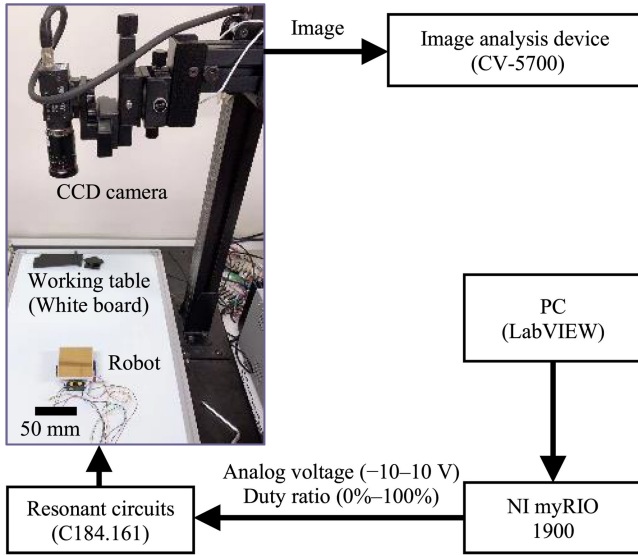 Image
Image analysis device
(CV-5700)
CCD camera
Working table
(White board)
Robot
50 mm
PC
(LabVIEW)
Analog voltage (−10–10 V)
Duty ratio (0%–100%)
Resonant circuits
(C184.161)
NI myRIO
1900